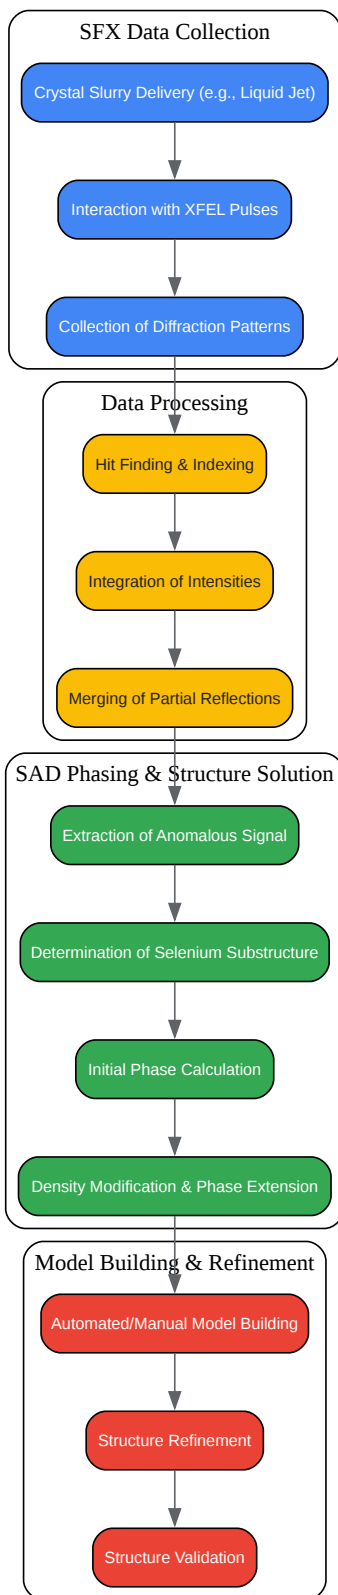 SFX Data Collection
Crystal Slurry Delivery (e.g., Liquid Jet)
Interaction with XFEL Pulses
Collection of Diffraction Patterns
Data Processing
Hit Finding & Indexing
Integration of Intensities
Merging of Partial Reflections
SAD Phasing & Structure Solution
Extraction of Anomalous Signal
Determination of Selenium Substructure
Initial Phase Calculation
Density Modification & Phase Extension
Model Building & Refinement
Automated/Manual Model Building
Structure Refinement
Structure Validation